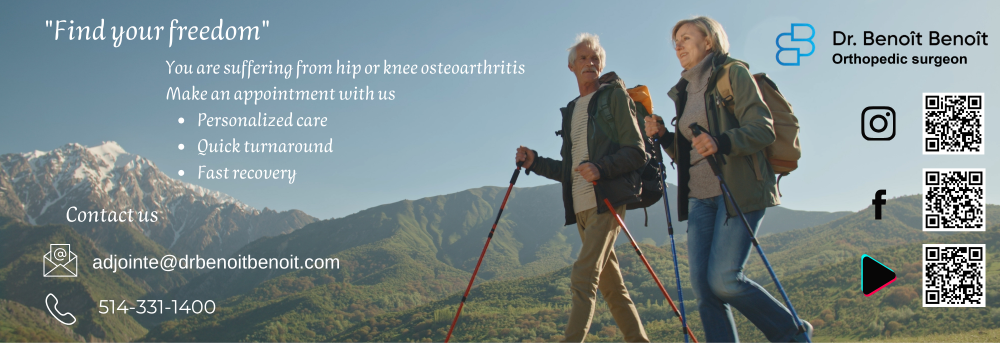 "Find your freedom"
You are suffering from hip or knee osteoarthritis
Make an appointment with us
• Personalized care
• Quick turnaround
• Fast recovery
Contact us
adjointe@drbenoitbenoit.com
514-331-1400
Dr. Benoît Benoît
Orthopedic surgeon